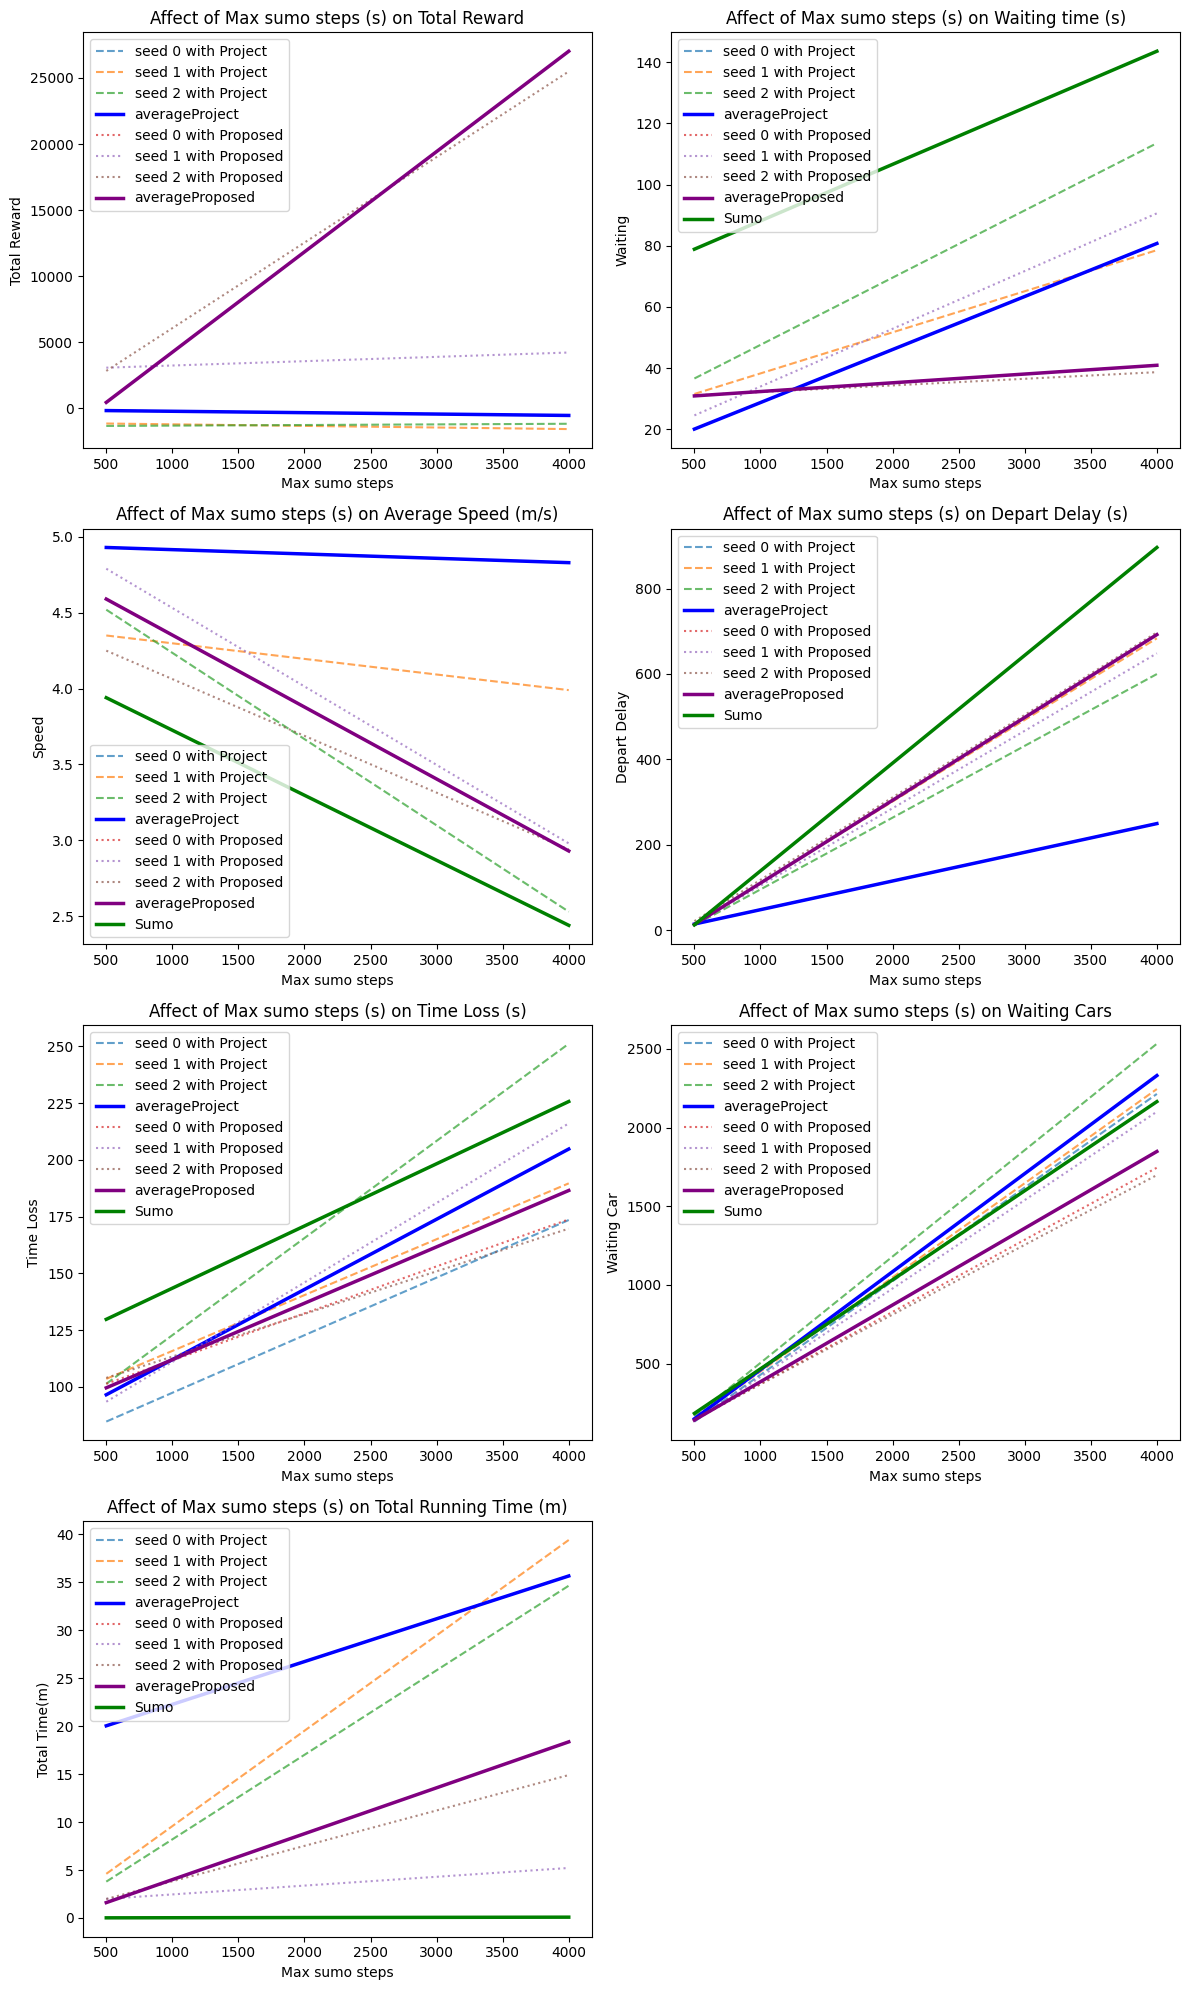 Affect of Max sumo steps (s) on Total Reward
seed 0 with Project
seed 1 with Project
seed 2 with Project
averageProject
seed 0 with Proposed
seed 1 with Proposed
seed 2 with Proposed
averageProposed
25000
20000
15000
10000
5000
0
Total Reward
500 1000 1500 2000 2500 3000 3500 4000
Max sumo steps
Affect of Max sumo steps (s) on Waiting time (s)
seed 0 with Project
seed 1 with Project
seed 2 with Project
averageProject
seed 0 with Proposed
seed 1 with Proposed
seed 2 with Proposed
averageProposed
Sumo
140
120
100
80
60
40
20
Waiting
500 1000 1500 2000 2500 3000 3500 4000
Max sumo steps
Affect of Max sumo steps (s) on Average Speed (m/s)
5.0
4.5
4.0
3.5
3.0
2.5
Speed
seed 0 with Project
seed 1 with Project
seed 2 with Project
averageProject
seed 0 with Proposed
seed 1 with Proposed
seed 2 with Proposed
averageProposed
Sumo
500 1000 1500 2000 2500 3000 3500 4000
Max sumo steps
Affect of Max sumo steps (s) on Depart Delay (s)
seed 0 with Project
seed 1 with Project
seed 2 with Project
averageProject
seed 0 with Proposed
seed 1 with Proposed
seed 2 with Proposed
averageProposed
Sumo
800
600
400
200
0
Depart Delay
500 1000 1500 2000 2500 3000 3500 4000
Max sumo steps
Affect of Max sumo steps (s) on Time Loss (s)
seed 0 with Project
seed 1 with Project
seed 2 with Project
averageProject
seed 0 with Proposed
seed 1 with Proposed
seed 2 with Proposed
averageProposed
Sumo
250
225
200
175
150
125
100
Time Loss
500 1000 1500 2000 2500 3000 3500 4000
Max sumo steps
Affect of Max sumo steps (s) on Waiting Cars
seed 0 with Project
seed 1 with Project
seed 2 with Project
averageProject
seed 0 with Proposed
seed 1 with Proposed
seed 2 with Proposed
averageProposed
Sumo
2500
2000
1500
1000
500
Waiting Car
500 1000 1500 2000 2500 3000 3500 4000
Max sumo steps
Affect of Max sumo steps (s) on Total Running Time (m)
seed 0 with Project
seed 1 with Project
seed 2 with Project
averageProject
seed 0 with Proposed
seed 1 with Proposed
seed 2 with Proposed
averageProposed
Sumo
40
35
30
25
20
15
10
5
0
Total Time(m)
500 1000 1500 2000 2500 3000 3500 4000
Max sumo steps